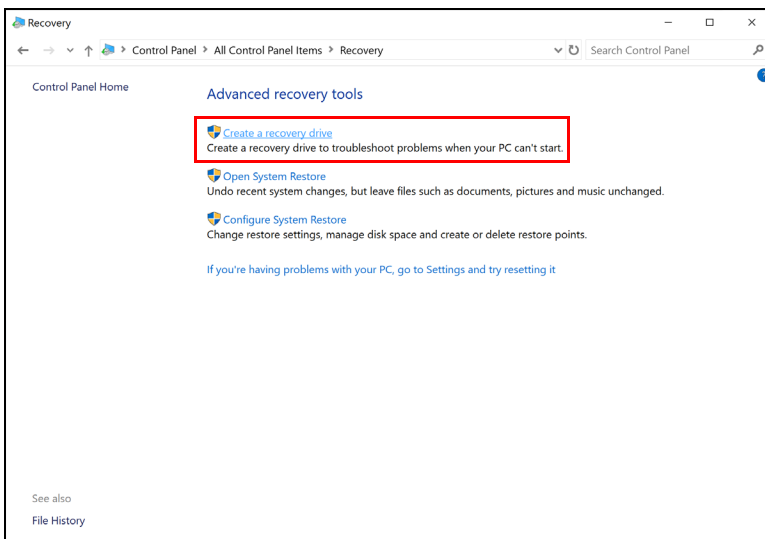 Recovery
Control Panel > All Control Panel Items > Recovery
Search Control Panel
Control Panel Home
Advanced recovery tools
Create a recovery drive
Create a recovery drive to troubleshoot problems when your PC can't start.
Open System Restore
Undo recent system changes, but leave files such as documents, pictures and music unchanged.
Configure System Restore
Change restore settings, manage disk space and create or delete restore points.
If you're having problems with your PC, go to Settings and try resetting it
See also
File History